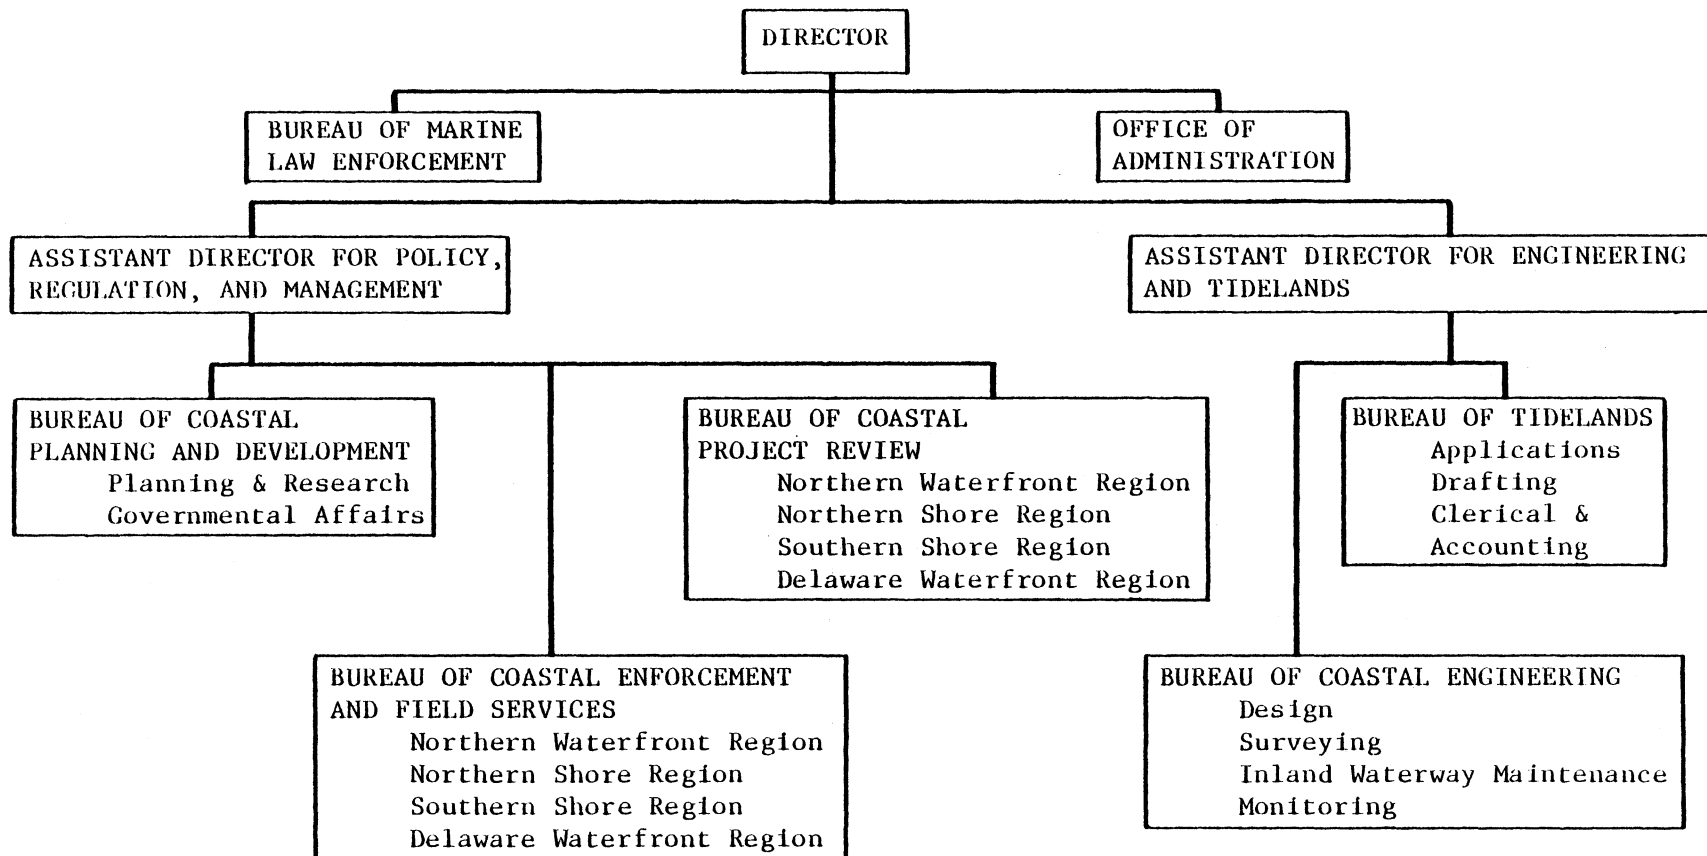 DIRECTOR
BUREAU OF MARINE
LAW ENFORCEMENT
OFFICE OF
ADMINISTRATION
ASSISTANT DIRECTOR FOR POLICY,
REGULATION, AND MANAGEMENT
ASSISTANT DIRECTOR FOR ENGINEERING
AND TIDELANDS
BUREAU OF COASTAL
PLANNING AND DEVELOPMENT
Planning & Research
Governmental Affairs
BUREAU OF COASTAL
PROJECT REVIEW
Northern Waterfront Region
Northern Shore Region
Southern Shore Region
Delaware Waterfront Region
BUREAU OF TIDELANDS
Applications
Drafting
Clerical &
Accounting
BUREAU OF COASTAL ENFORCEMENT
AND FIELD SERVICES
Northern Waterfront Region
Northern Shore Region
Southern Shore Region
Delaware Waterfront Region
BUREAU OF COASTAL ENGINEERING
Design
Surveying
Inland Waterway Maintenance
Monitoring